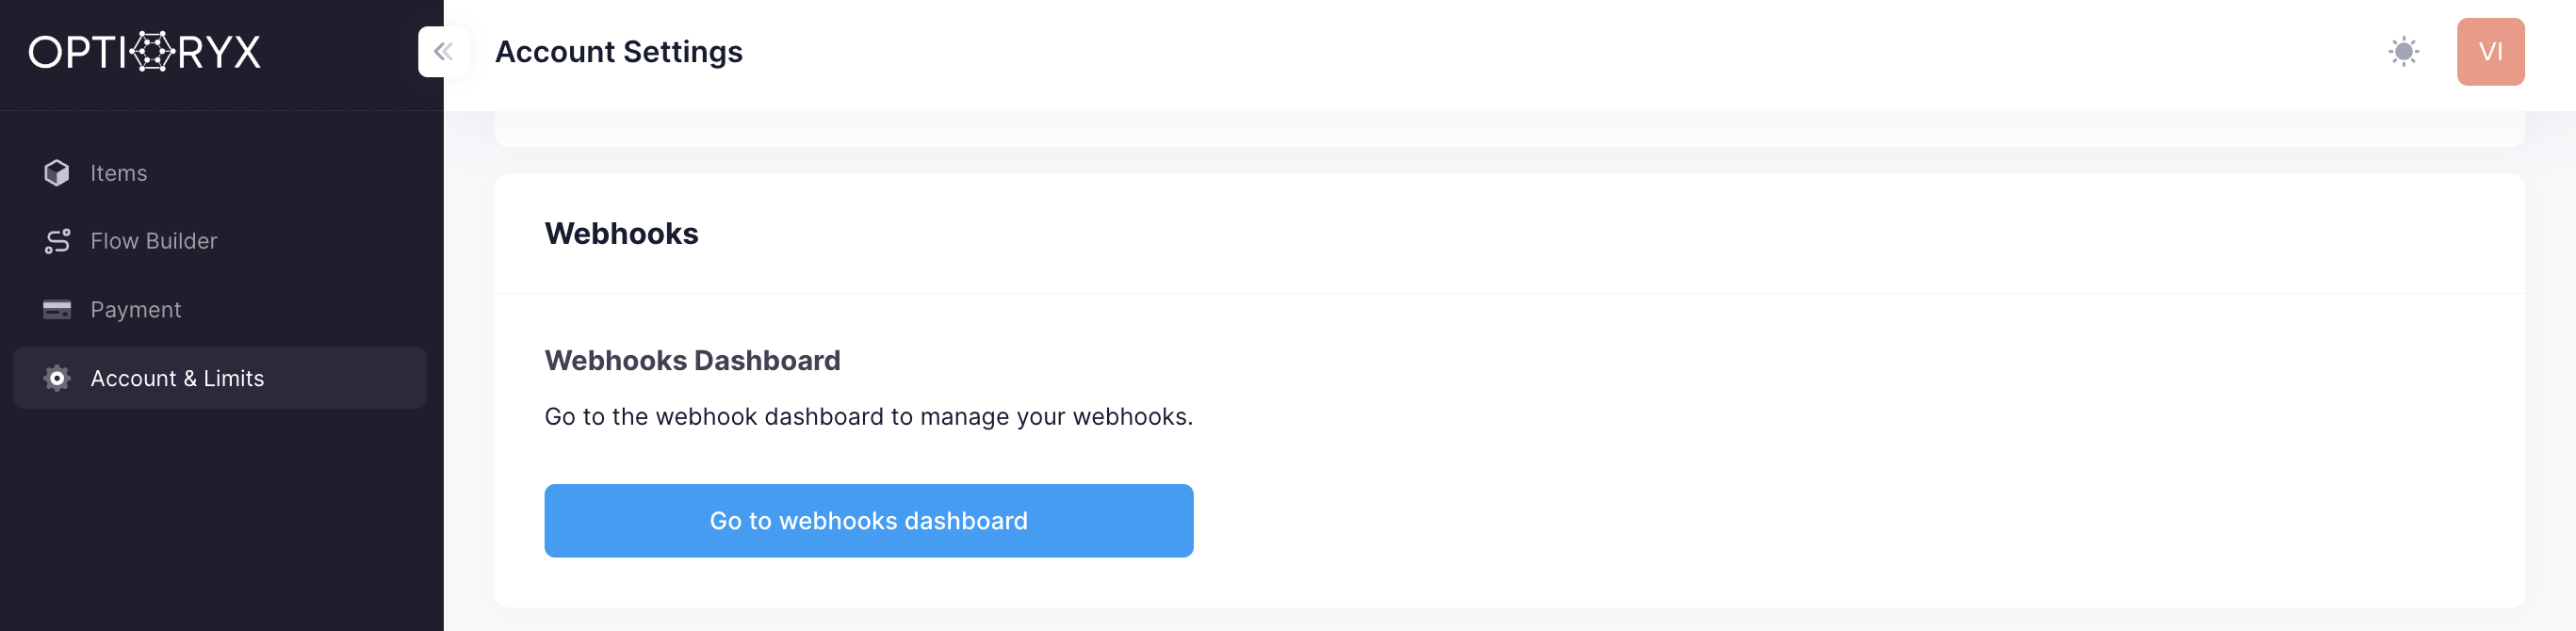 OPTIORYX
Account Settings
VI
Items
Flow Builder
Payment
Account & Limits
Webhooks
Webhooks Dashboard
Go to the webhook dashboard to manage your webhooks.
Go to webhooks dashboard